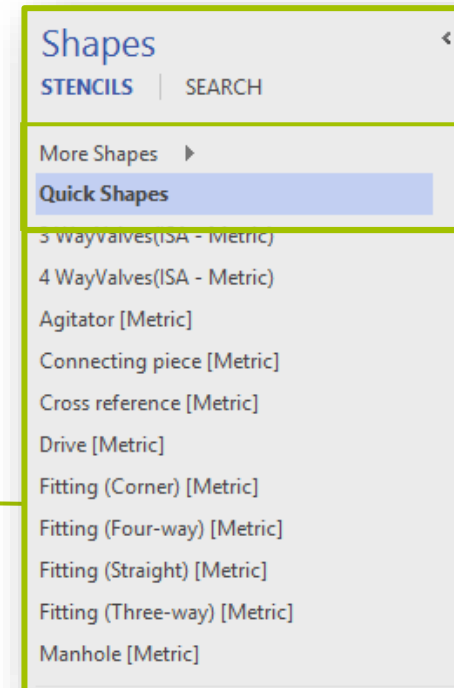 Shapes
STENCILS SEARCH
More Shapes
Quick Shapes
3 WayValves(ISA - Metric)
4 WayValves(ISA - Metric)
Agitator [Metric]
Connecting piece [Metric]
Cross reference [Metric]
Drive [Metric]
Fitting (Corner) [Metric]
Fitting (Four-way) [Metric]
Fitting (Straight) [Metric]
Fitting (Three-way) [Metric]
Manhole [Metric]